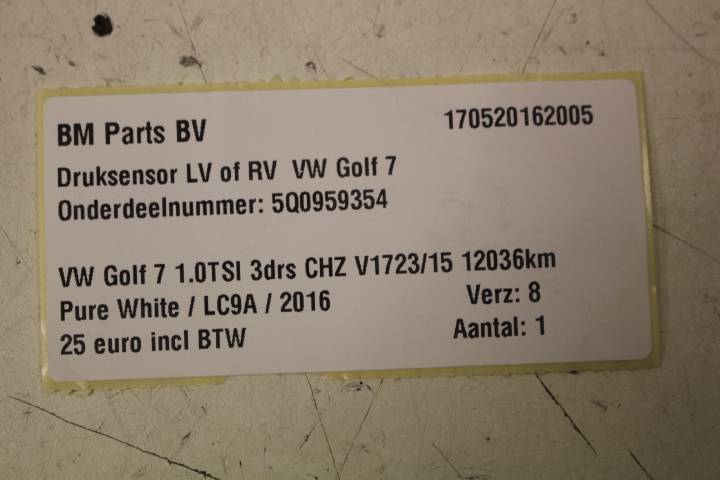 BM Parts BV 170520162005
Druksensor LV of RV VW Golf 7
Onderdeelnummer: 5Q0959354
VW Golf 7 1.0TSI 3drs CHZ V1723/15 12036km
Pure White / LC9A / 2016 Verz: 8
25 euro incl BTW Aantal: 1